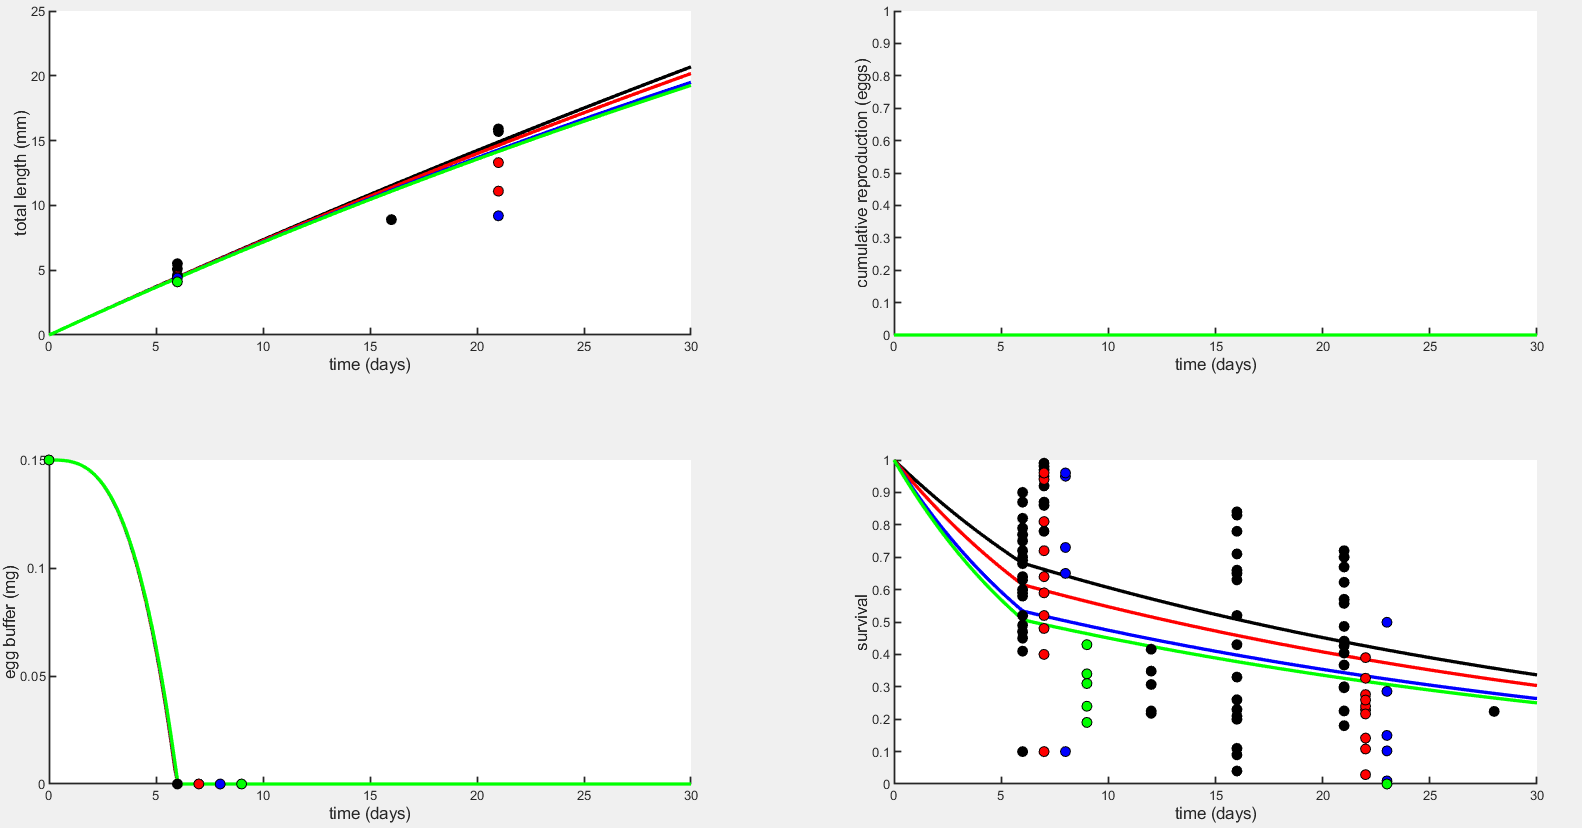 25
20
15
10
5
0
total length (mm)
0 5 10 15 20 25 30
time (days)
1
0.9
0.8
0.7
0.6
0.5
0.4
0.3
0.2
0.1
0
cumulative reproduction (eggs)
0 5 10 15 20 25 30
time (days)
0.15
0.1
0.05
0
egg buffer (mg)
0 5 10 15 20 25 30
time (days)
1
0.9
0.8
0.7
0.6
0.5
0.4
0.3
0.2
0.1
0
survival
0 5 10 15 20 25 30
time (days)